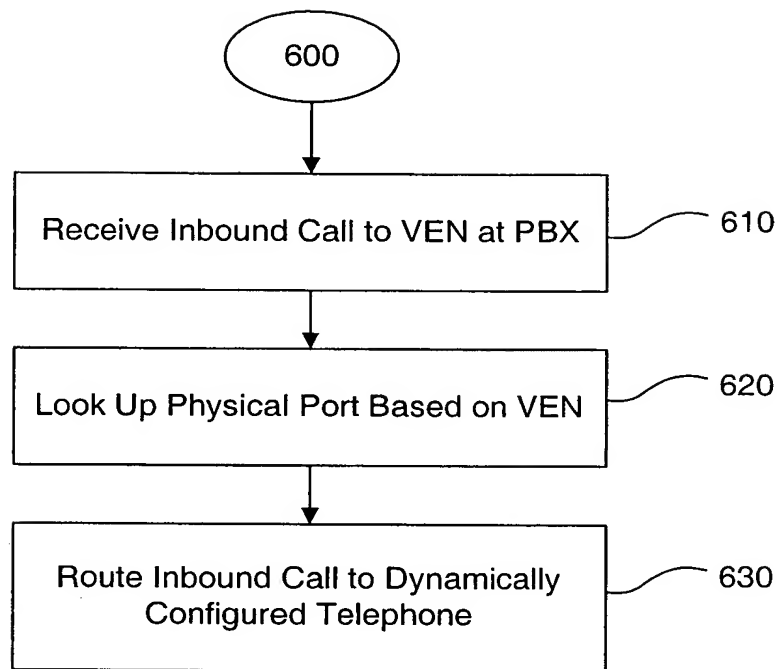 600
Receive Inbound Call to VEN at PBX
610
Look Up Physical Port Based on VEN
620
Route Inbound Call to Dynamically
Configured Telephone
630